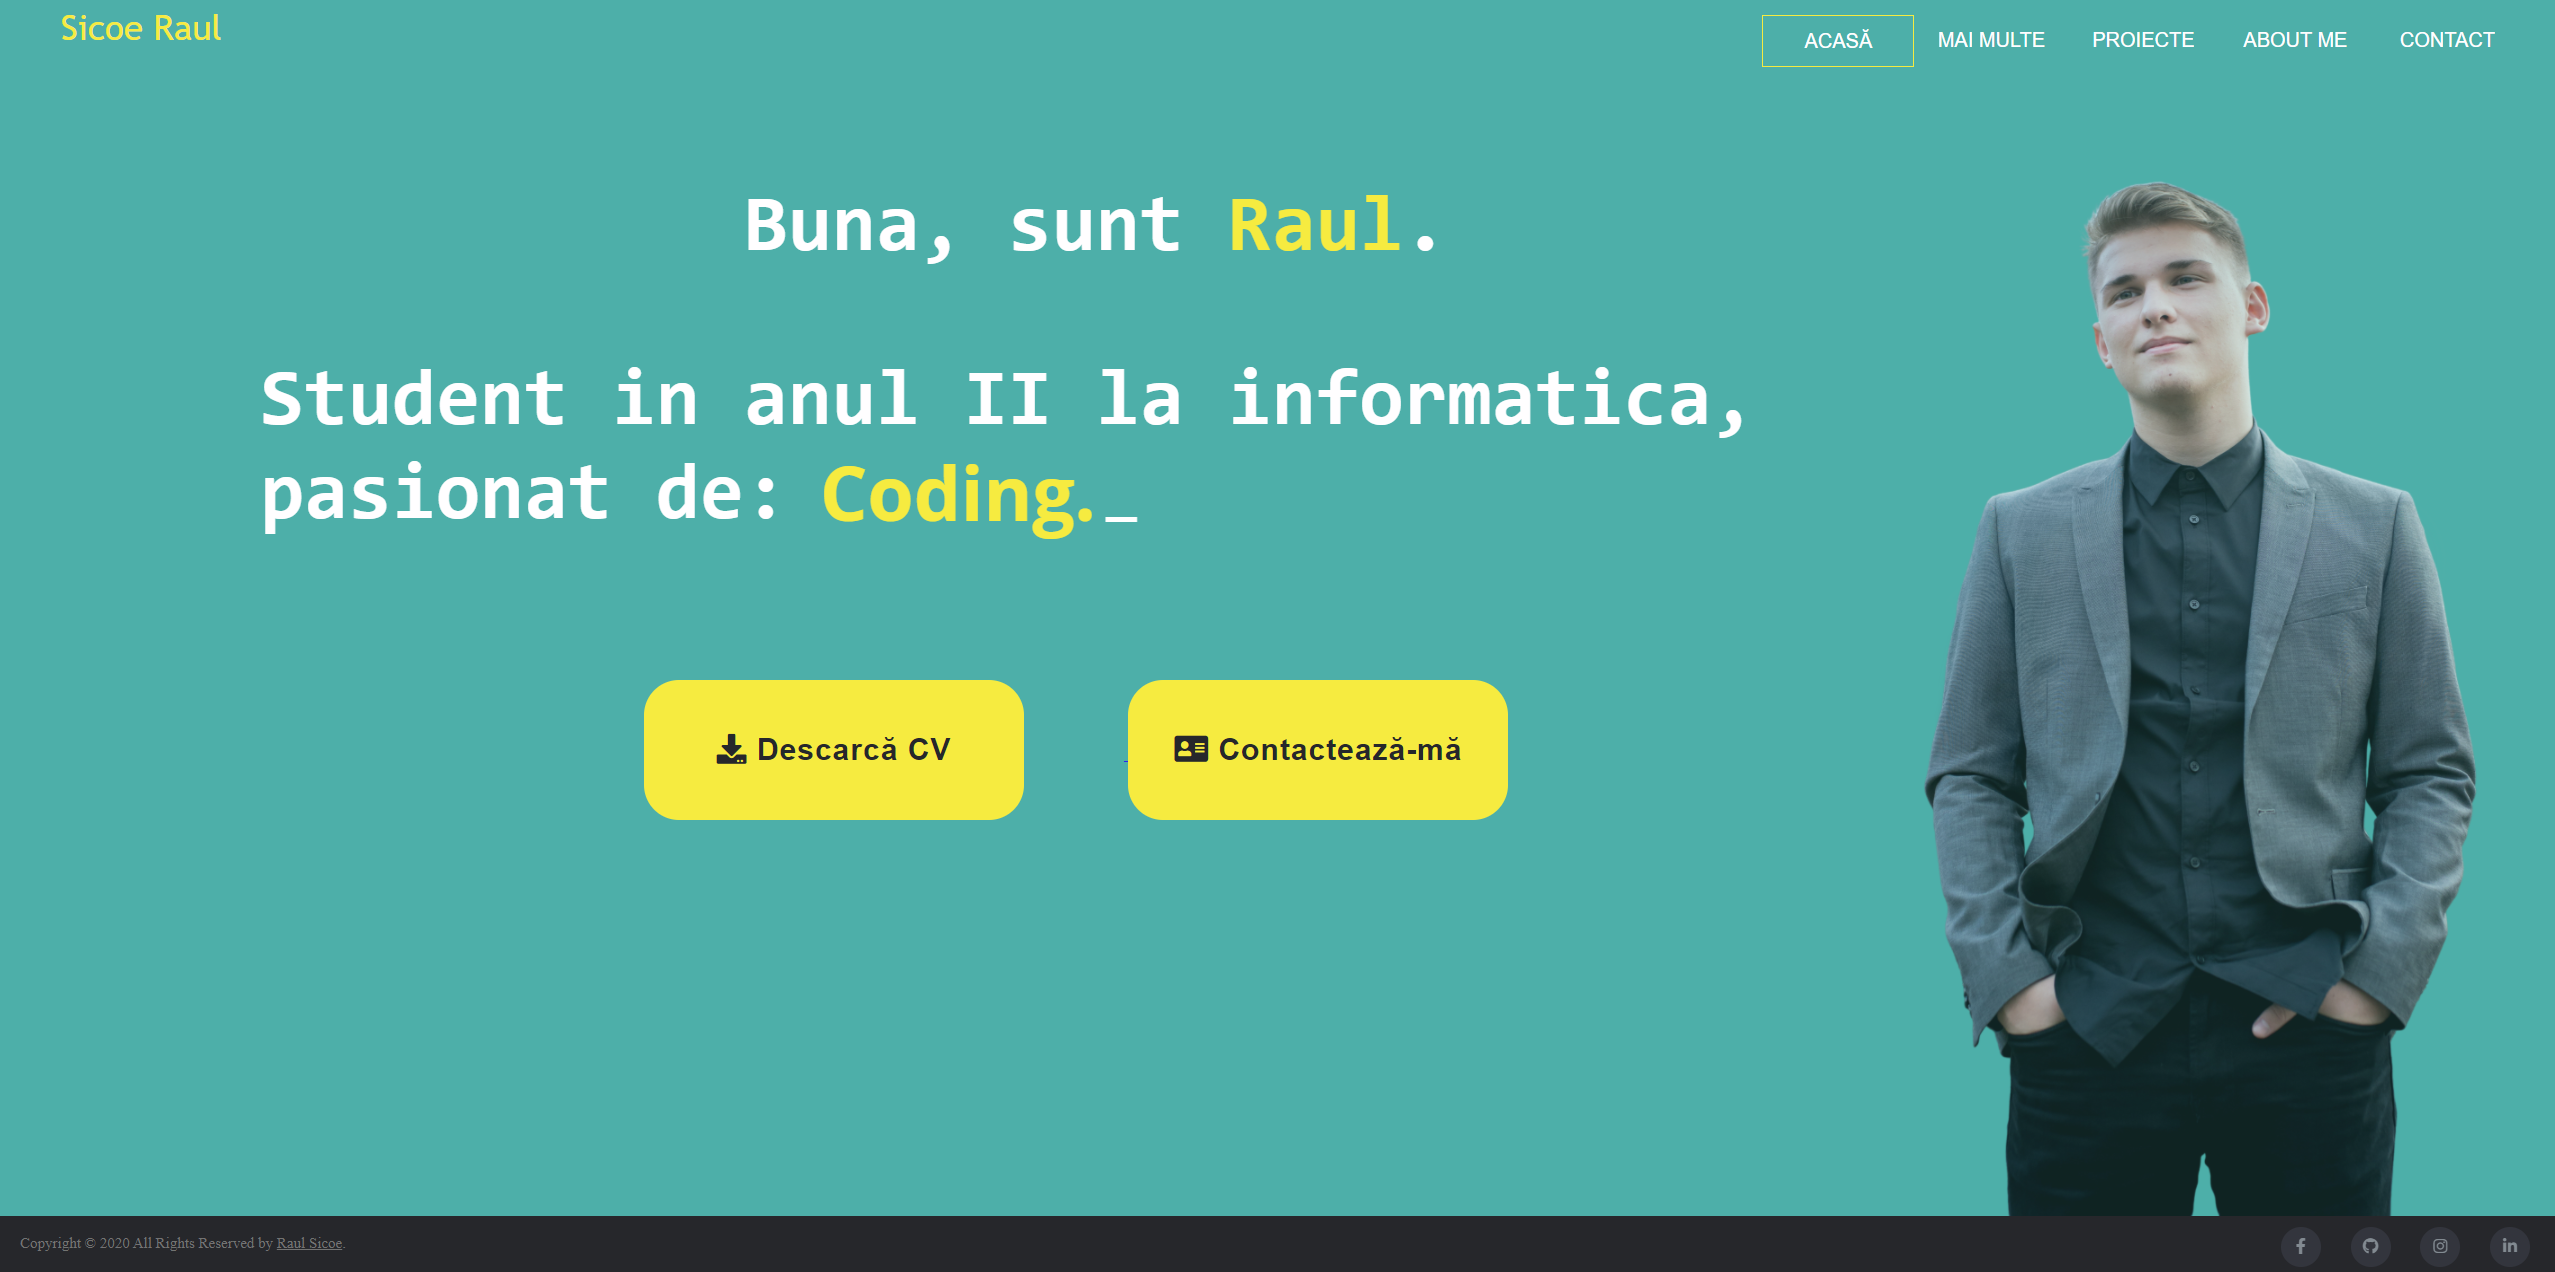 Sicoe Raul
ACASĂ MAI MULTE PROIECTE ABOUT ME CONTACT
Buna, sunt Raul.
Student in anul II la informatica,
pasionat de: Coding._
Descarcă CV
Contactează-mă
Copyright © 2020 All Rights Reserved by Raul Sicoe.